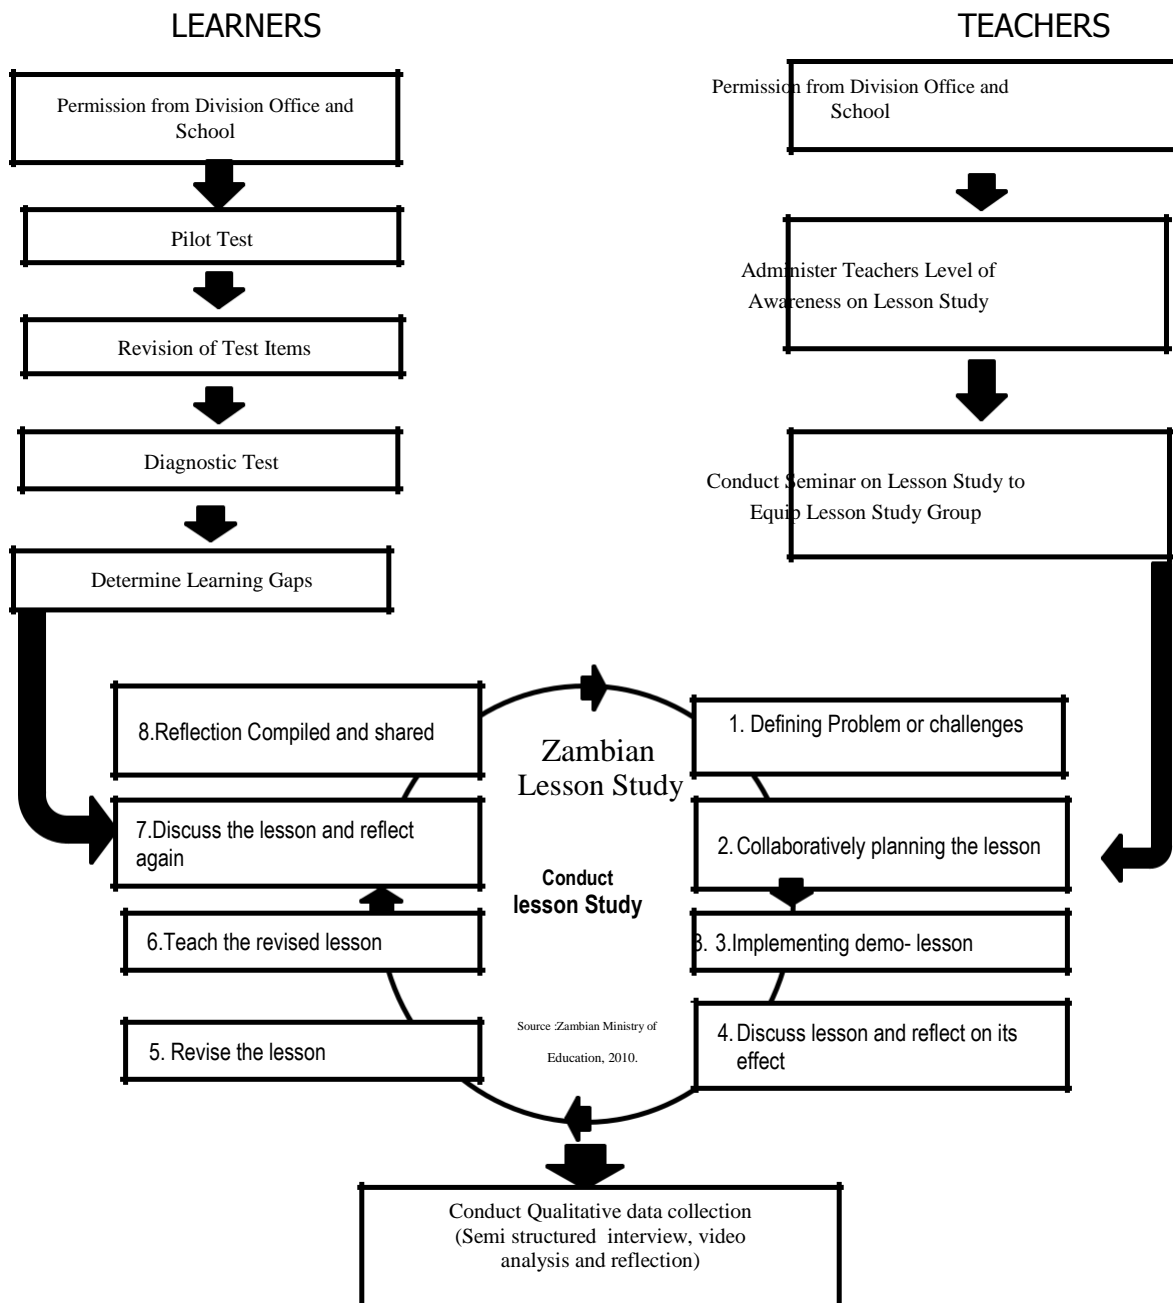 LEARNERS
TEACHERS
Permission from Division Office and
School
Pilot Test
Revision of Test Items
Diagnostic Test
Determine Learning Gaps
Permission from Division Office and
School
Administer Teachers Level of
Awareness on Lesson Study
Conduct Seminar on Lesson Study to
Equip Lesson Study Group
Zambian
Lesson Study
Conduct
lesson Study
Source :Zambian Ministry of
Education, 2010.
1. Defining Problem or challenges
2. Collaboratively planning the lesson
3. 3.Implementing demo- lesson
4. Discuss lesson and reflect on its
effect
5. Revise the lesson
6.Teach the revised lesson
7.Discuss the lesson and reflect
again
8.Reflection Compiled and shared
Conduct Qualitative data collection
(Semi structured interview, video
analysis and reflection)